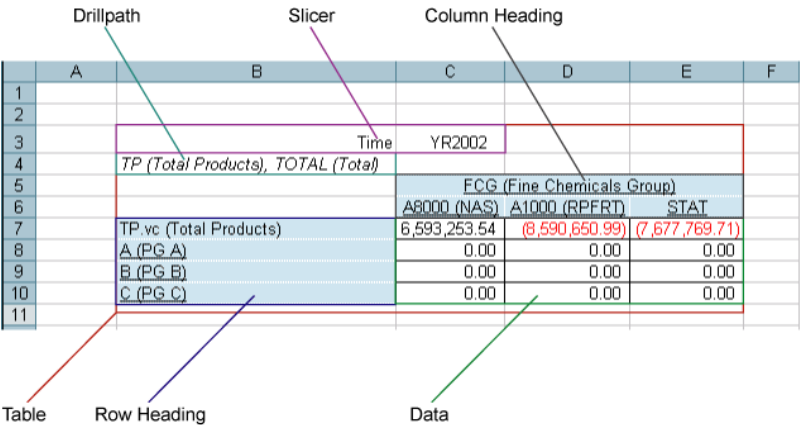 Drillpath Slicer Column Heading
A B C D E F
1
2
3 Time YR2002
4 TP (Total Products), TOTAL (Total)
5 FCG (Fine Chemicals Group)
6 A8000 (NAS) A1000 (RPFRT) STAT
7 TP.vc (Total Products) 6,593,253.54 (8,590,650.99) (7,677,769.71)
8 A (PG A) 0.00 0.00 0.00
9 B (PG B) 0.00 0.00 0.00
10 C (PG C) 0.00 0.00 0.00
11
Table Row Heading Data